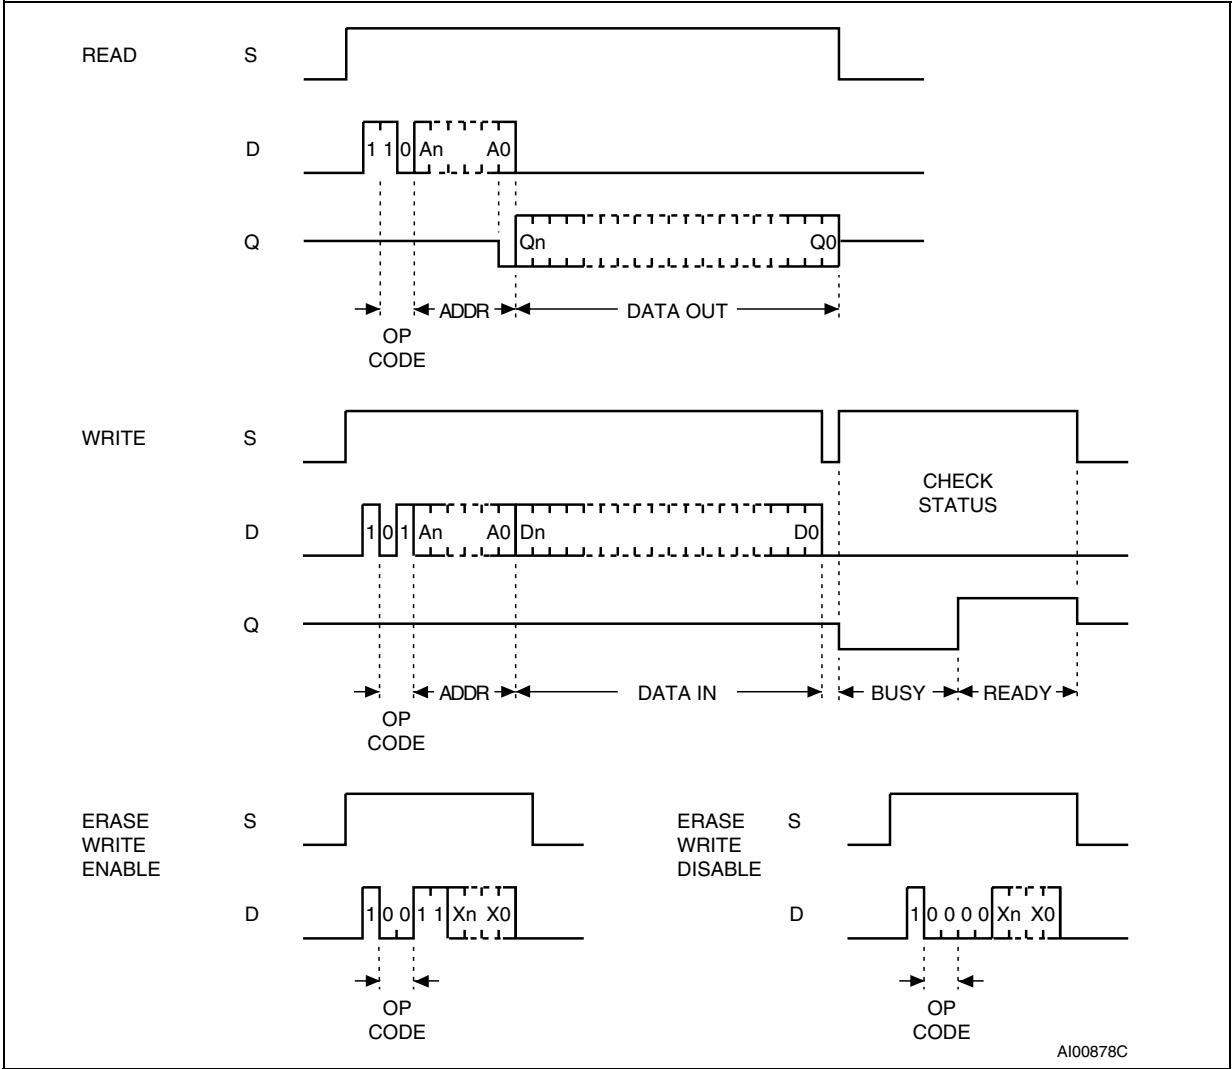 READ S
D 1 1 0 An A0
Q Qn Q0
ADDR DATA OUT
OP
CODE
WRITE S
CHECK
STATUS
D 1 0 1 An A0 Dn D0
Q
ADDR DATA IN BUSY READY
OP
CODE
ERASE
WRITE
ENABLE
S
D 1 0 0 1 1 Xn X0
OP
CODE
ERASE
WRITE
DISABLE
S
D 1 0 0 0 0 Xn X0
OP
CODE
AI00878C